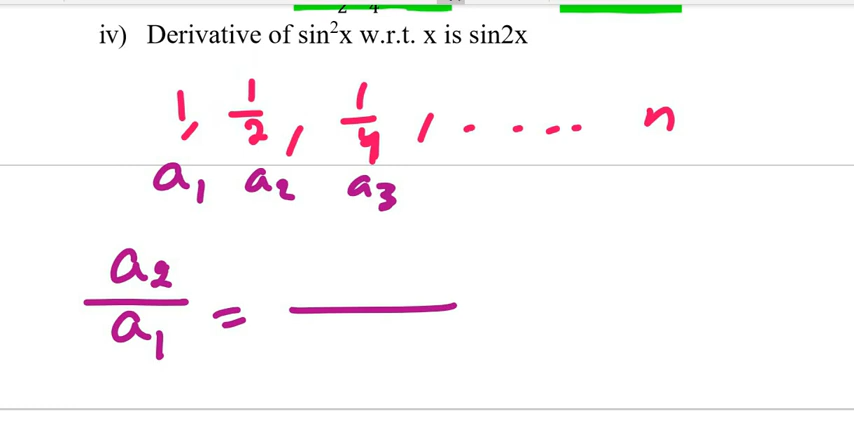 iv) Derivative of sin²x w.r.t. x is sin2x
1, 1/2, 1/4, ..... n
a₁ a₂ a₃
a₂/a₁ = ―